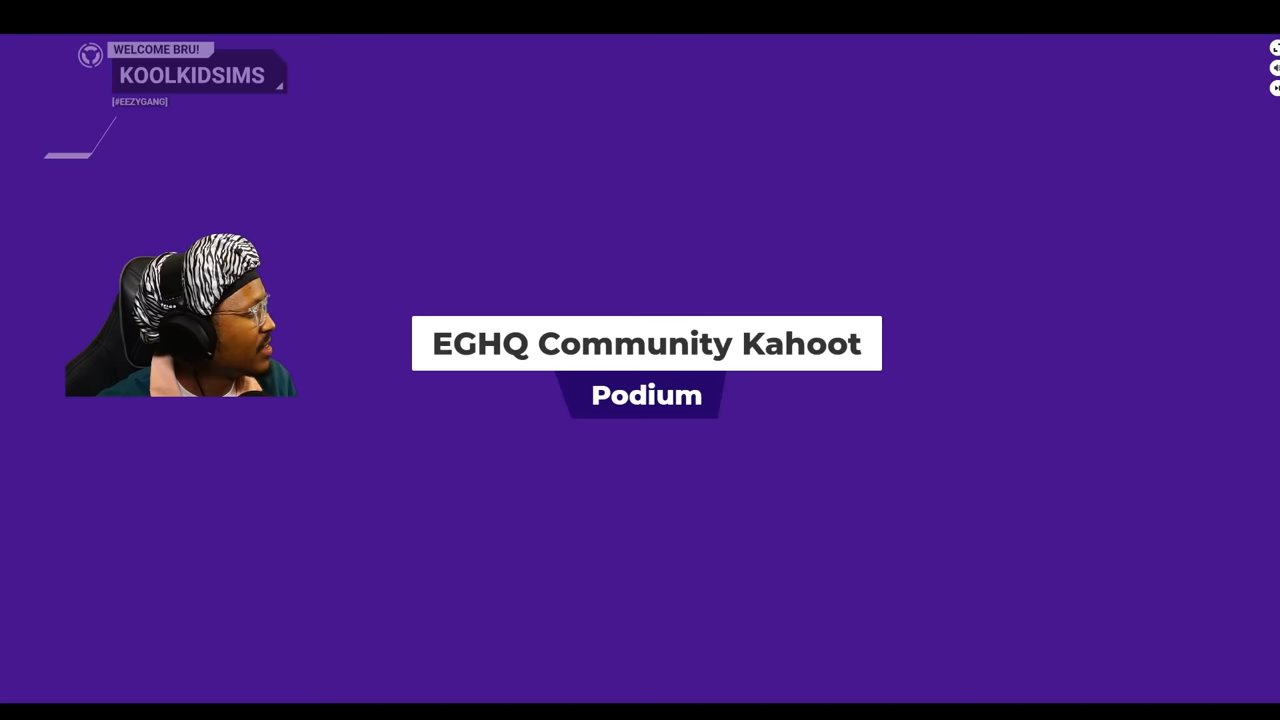 WELCOME BRU!
KOOLKIDSIMS
[#EEZYGANG]
EGHQ Community Kahoot
Podium